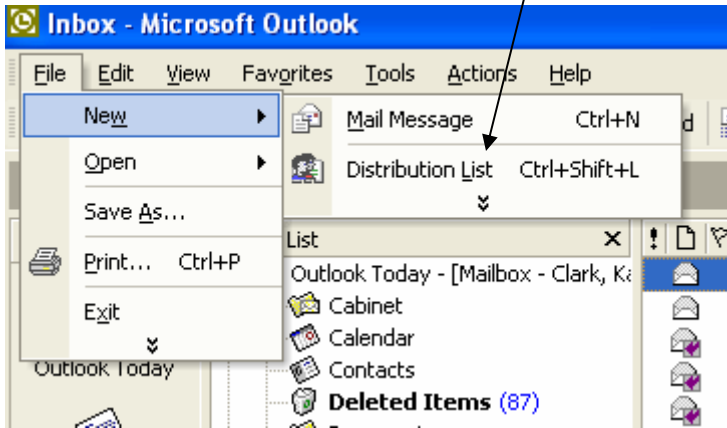 Inbox - Microsoft Outlook
File Edit View Favorites Tools Actions Help
New
Mail Message Ctrl+N
d
Open
Distribution List Ctrl+Shift+L
Save As...
Print... Ctrl+P
List
Outlook Today - [Mailbox - Clark, Ka
Exit
Cabinet
Calendar
Outlook Today
Contacts
Deleted Items (87)